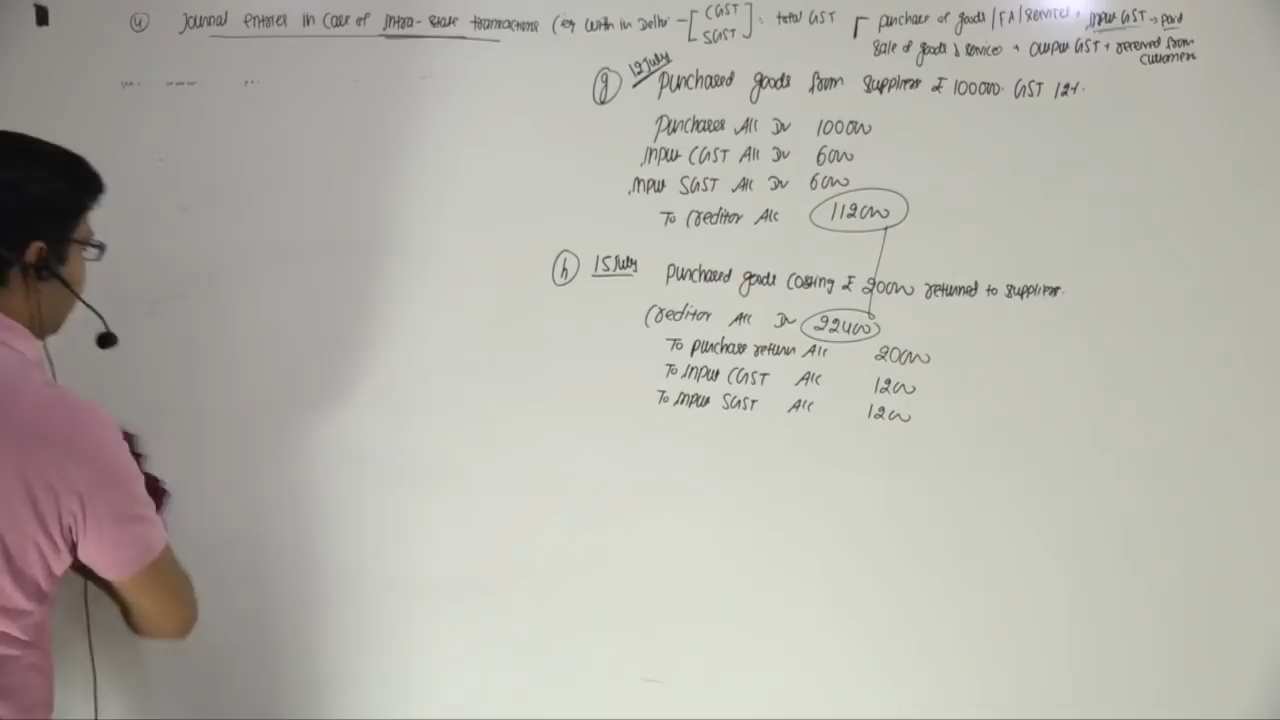 (4) Journal entries in case of Intra-State transactions (eg within Delhi - [CGST SGST] = total GST
purchase of goods/FA/Services + Input GST → paid
Sale of goods & services + Output GST + received from
customers
(g) 12 July Purchased goods from supplier ₹ 100000. GST 12%.
Purchases A/c Dr 100000
Input CGST A/c Dr 6000
Input SGST A/c Dr 6000
To Creditor A/c 112000
(h) 15 July Purchased goods costing ₹ 20000 returned to supplier.
Creditor A/c Dr 22400
To purchase return A/c 20000
To Input CGST A/c 1200
To Input SGST A/c 1200